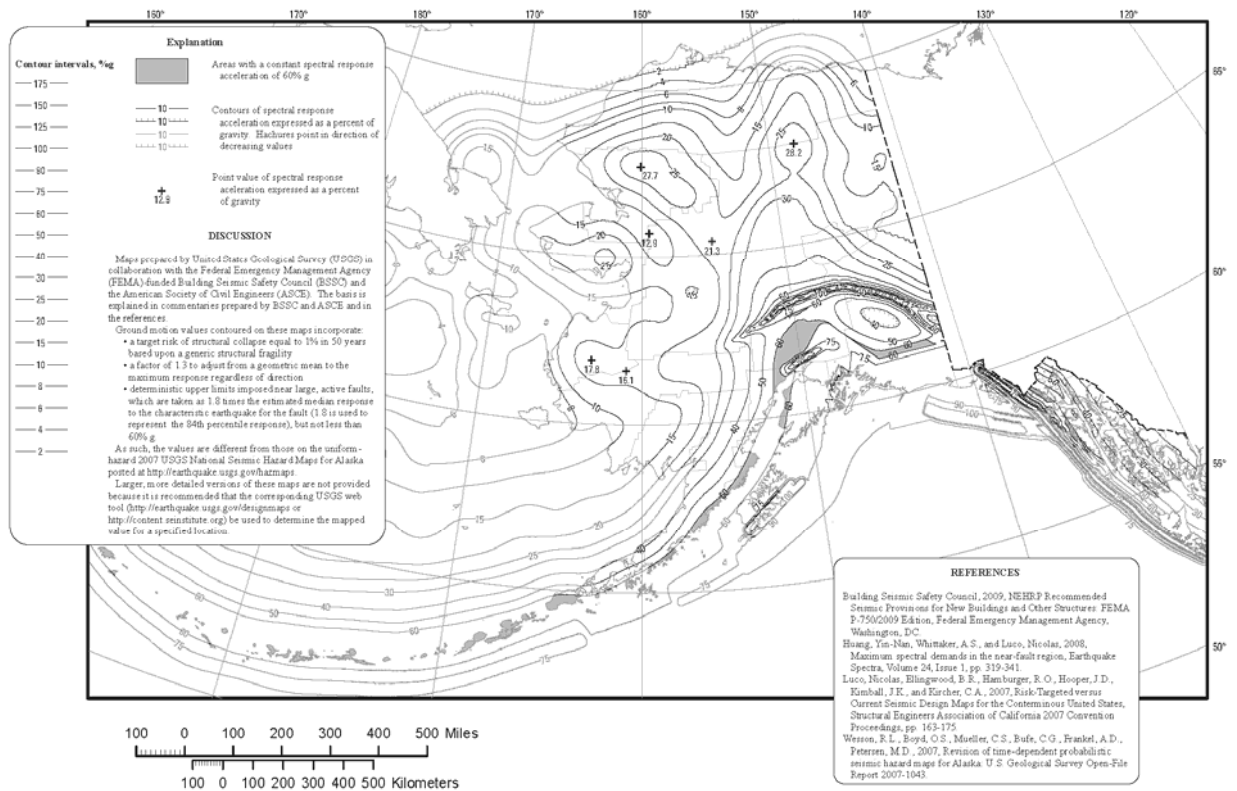 160° 170° 170° 160° 150° 140° 130° 120°
65°
60°
55°
50°
Explanation
Contour intervals, %g
175
150
125
100
80
75
60
50
40
30
25
20
15
10
8
6
4
2
Areas with a constant spectral response
acceleration of 60% g
10
10
10
10
Contours of spectral response
acceleration expressed as a percent of
gravity. Hachures point in direction of
decreasing values
+
12.9
Point value of spectral response
aceleration expressed as a percent
of gravity
DISCUSSION
Maps prepared by United States Geological Survey (USGS) in
collaboration with the Federal Emergency Management Agency
(FEMA)-funded Building Seismic Safety Council (BSSC) and
the American Society of Civil Engineers (ASCE). The basis is
explained in commentaries prepared by BSSC and ASCE and in
the references.
Ground motion values contoured on these maps incorporate:
• a target risk of structural collapse equal to 1% in 50 years
based upon a generic structural fragility
• a factor of 1.3 to adjust from a geometric mean to the
maximum response regardless of direction
• deterministic upper limits imposed near large, active faults,
which are taken as 1.8 times the estimated median response
to the characteristic earthquake for the fault (1.8 is used to
represent the 84th percentile response), but not less than
60% g.
As such, the values are different from those on the uniform-
hazard 2007 USGS National Seismic Hazard Maps for Alaska
posted at http://earthquake.usgs.gov/hazmaps.
Larger, more detailed versions of these maps are not provided
because it is recommended that the corresponding USGS web
tool (http://earthquake.usgs.gov/designmaps or
http://content.seinstitute.org) be used to determine the mapped
value for a specified location.
28.2
27.7
12.9
21.3
17.8
16.1
REFERENCES
Building Seismic Safety Council, 2009, NEHRP Recommended
Seismic Provisions for New Buildings and Other Structures: FEMA
P-750/2009 Edition, Federal Emergency Management Agency,
Washington, DC.
Huang, Yin-Nan, Whittaker, A.S., and Luco, Nicolas, 2008,
Maximum spectral demands in the near-fault region, Earthquake
Spectra, Volume 24, Issue 1, pp. 319-341.
Luco, Nicolas, Ellingwood, B.R., Hamburger, R.O., Hooper, J.D.,
Kimball, J.K., and Kircher, C.A., 2007, Risk-Targeted versus
Current Seismic Design Maps for the Conterminous United States,
Structural Engineers Association of California 2007 Convention
Proceedings, pp. 163-175.
Wesson, R.L., Boyd, O.S., Mueller, C.S., Bufe, C.G., Frankel, A.D.,
Petersen, M.D., 2007, Revision of time-dependent probabilistic
seismic hazard maps for Alaska: U.S. Geological Survey Open-File
Report 2007-1043.
100 0 100 200 300 400 500 Miles
100 0 100 200 300 400 500 Kilometers